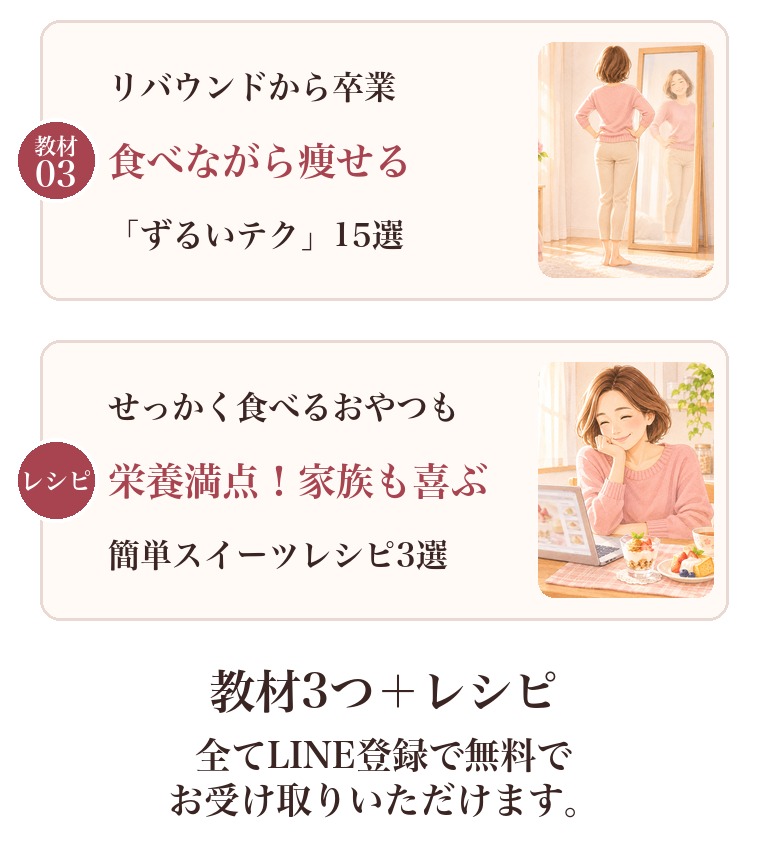 リバウンドから卒業
教材
03
食べながら痩せる
「ずるいテク」15選
せっかく食べるおやつも
レシピ
栄養満点！家族も喜ぶ
簡単スイーツレシピ3選
教材3つ＋レシピ
全てLINE登録で無料で
お受け取りいただけます。